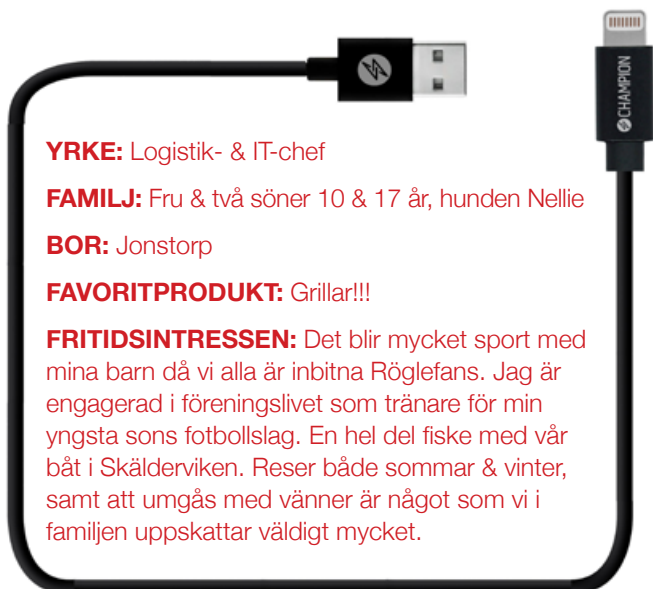 CHAMPION
YRKE: Logistik- & IT-chef
FAMILJ: Fru & två söner 10 & 17 år, hunden Nellie
BOR: Jonstorp
FAVORITPRODUKT: Grillar!!!
FRITIDSINTRESSEN: Det blir mycket sport med
mina barn då vi alla är inbitna Röglefans. Jag är
engagerad i föreningslivet som tränare för min
yngsta sons fotbollslag. En hel del fiske med vår
båt i Skälderviken. Reser både sommar & vinter,
samt att umgås med vänner är något som vi i
familjen uppskattar väldigt mycket.